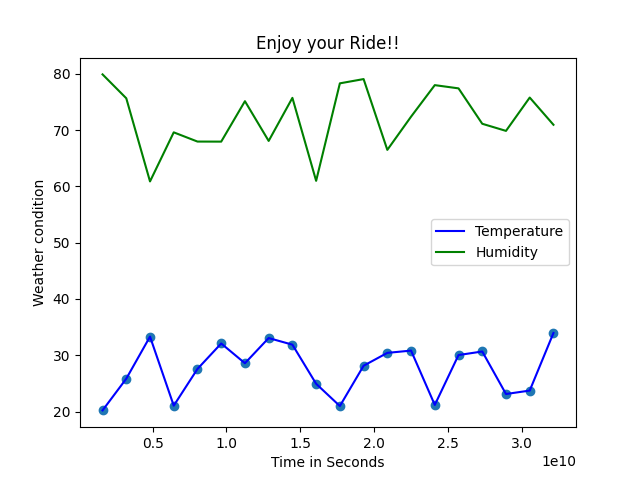 Enjoy your Ride!!
80
70
60
50
40
30
20
Weather condition
Temperature
Humidity
0.5 1.0 1.5 2.0 2.5 3.0
1e10
Time in Seconds